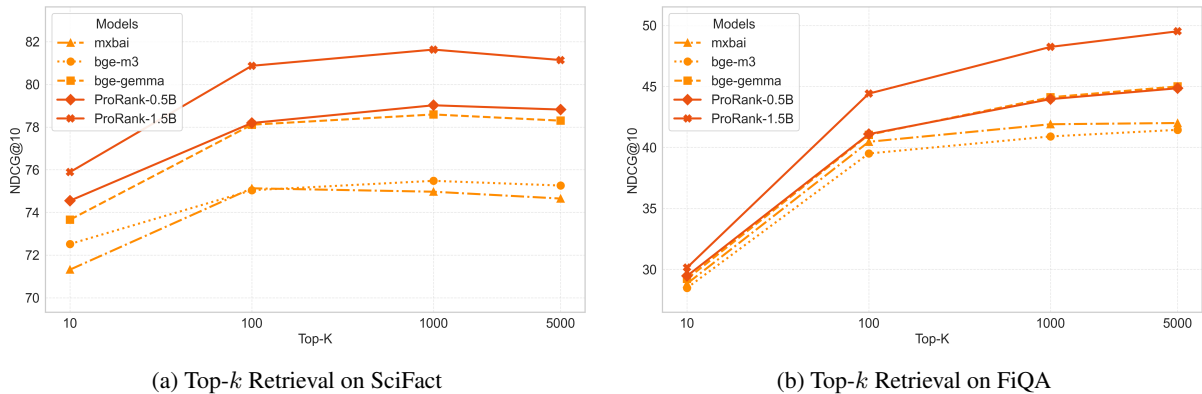 Models
mxbai
bge-m3
bge-gemma
ProRank-0.5B
ProRank-1.5B
NDCG@10
82
80
78
76
74
72
70
10
100
1000
5000
Top-K
(a) Top-k Retrieval on SciFact
Models
mxbai
bge-m3
bge-gemma
ProRank-0.5B
ProRank-1.5B
NDCG@10
50
45
40
35
30
10
100
1000
5000
Top-K
(b) Top-k Retrieval on FiQA